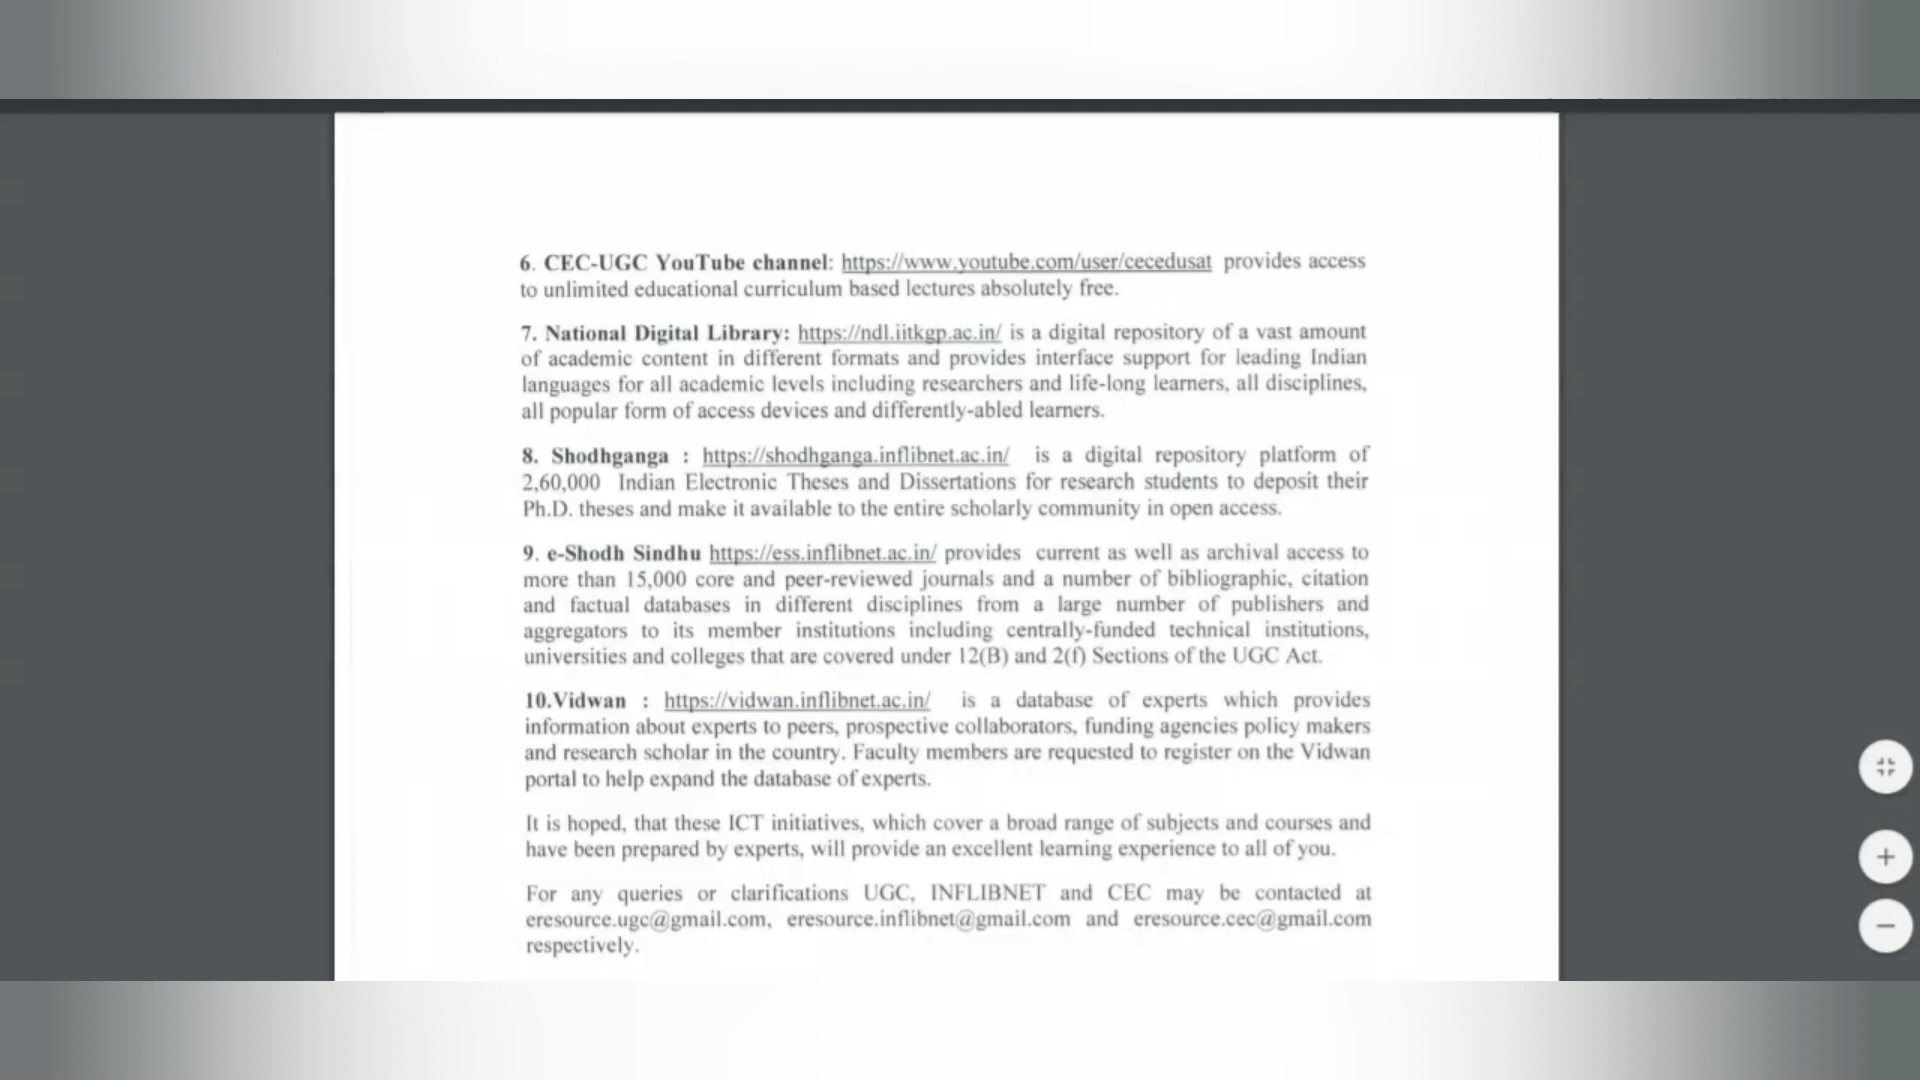 6. CEC-UGC YouTube channel: https://www.youtube.com/user/cecedusat provides access
to unlimited educational curriculum based lectures absolutely free.
7. National Digital Library: https://ndl.iitkgp.ac.in/ is a digital repository of a vast amount
of academic content in different formats and provides interface support for leading Indian
languages for all academic levels including researchers and life-long learners, all disciplines,
all popular form of access devices and differently-abled learners.
8. Shodhganga : https://shodhganga.inflibnet.ac.in/ is a digital repository platform of
2,60,000 Indian Electronic Theses and Dissertations for research students to deposit their
Ph.D. theses and make it available to the entire scholarly community in open access.
9. e-Shodh Sindhu https://ess.inflibnet.ac.in/ provides current as well as archival access to
more than 15,000 core and peer-reviewed journals and a number of bibliographic, citation
and factual databases in different disciplines from a large number of publishers and
aggregators to its member institutions including centrally-funded technical institutions,
universities and colleges that are covered under 12(B) and 2(f) Sections of the UGC Act.
10.Vidwan : https://vidwan.inflibnet.ac.in/ is a database of experts which provides
information about experts to peers, prospective collaborators, funding agencies policy makers
and research scholar in the country. Faculty members are requested to register on the Vidwan
portal to help expand the database of experts.
It is hoped, that these ICT initiatives, which cover a broad range of subjects and courses and
have been prepared by experts, will provide an excellent learning experience to all of you.
For any queries or clarifications UGC, INFLIBNET and CEC may be contacted at
eresource.ugc@gmail.com, eresource.inflibnet@gmail.com and eresource.cec@gmail.com
respectively.